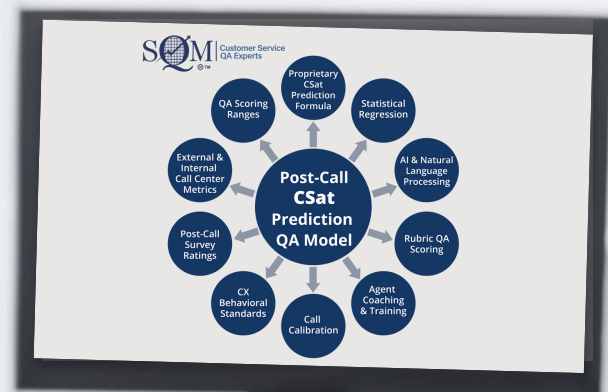 SQM
®™
Customer Service
QA Experts
Proprietary
CSat
Prediction
Formula
Statistical
Regression
AI & Natural
Language
Processing
Rubric QA
Scoring
Agent
Coaching
& Training
Call
Calibration
CX
Behavioral
Standards
Post-Call
Survey
Ratings
External &
Internal
Call Center
Metrics
QA Scoring
Ranges
Post-Call
CSat
Prediction
QA Model